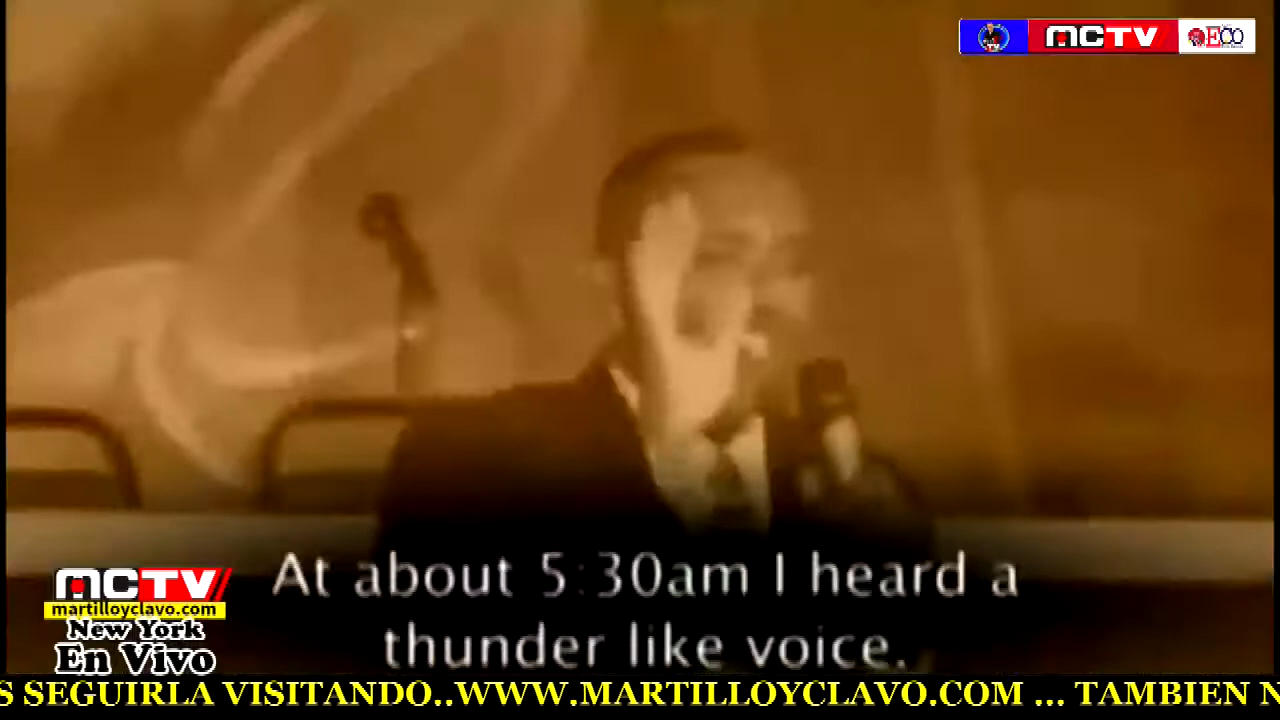 MCTV
ECO
At about 5:30am I heard a
thunder like voice.
MCTV
martilloyclavo.com
New York
En Vivo
S SEGUIRLA VISITANDO..WWW.MARTILLOYCLAVO.COM ... TAMBIEN N